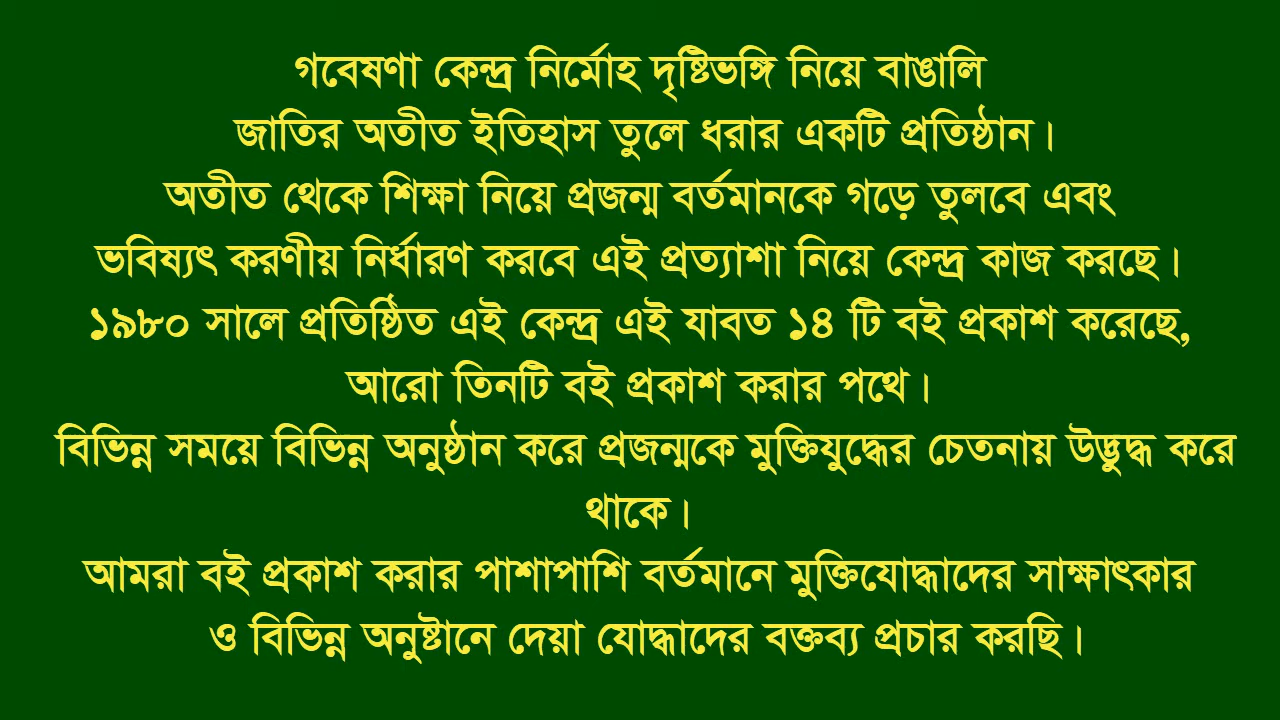 গবেষণা কেন্দ্র নির্মোহ দৃষ্টিভঙ্গি নিয়ে বাঙালি
জাতির অতীত ইতিহাস তুলে ধরার একটি প্রতিষ্ঠান।
অতীত থেকে শিক্ষা নিয়ে প্রজন্ম বর্তমানকে গড়ে তুলবে এবং
ভবিষ্যৎ করণীয় নির্ধারণ করবে এই প্রত্যাশা নিয়ে কেন্দ্র কাজ করছে।
১৯৮০ সালে প্রতিষ্ঠিত এই কেন্দ্র এই যাবত ১৪ টি বই প্রকাশ করেছে,
আরো তিনটি বই প্রকাশ করার পথে।
বিভিন্ন সময়ে বিভিন্ন অনুষ্ঠান করে প্রজন্মকে মুক্তিযুদ্ধের চেতনায় উদ্ভুদ্ধ করে
থাকে।
আমরা বই প্রকাশ করার পাশাপাশি বর্তমানে মুক্তিযোদ্ধাদের সাক্ষাৎকার
ও বিভিন্ন অনুষ্টানে দেয়া যোদ্ধাদের বক্তব্য প্রচার করছি।